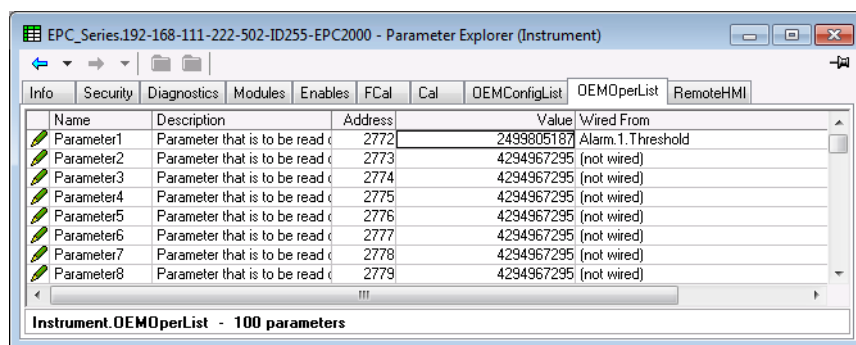 EPC_Series.192-168-111-222-502-ID255-EPC2000 - Parameter Explorer (Instrument)
Info Security Diagnostics Modules Enables FCal Cal OEMConfigList OEMOperList RemoteHMI
Name Description Address Value Wired From
Parameter1 Parameter that is to be read 2772 2499805187 Alarm.1.Threshold
Parameter2 Parameter that is to be read 2773 4294967295 (not wired)
Parameter3 Parameter that is to be read 2774 4294967295 (not wired)
Parameter4 Parameter that is to be read 2775 4294967295 (not wired)
Parameter5 Parameter that is to be read 2776 4294967295 (not wired)
Parameter6 Parameter that is to be read 2777 4294967295 (not wired)
Parameter7 Parameter that is to be read 2778 4294967295 (not wired)
Parameter8 Parameter that is to be read 2779 4294967295 (not wired)
Instrument.OEMOperList - 100 parameters